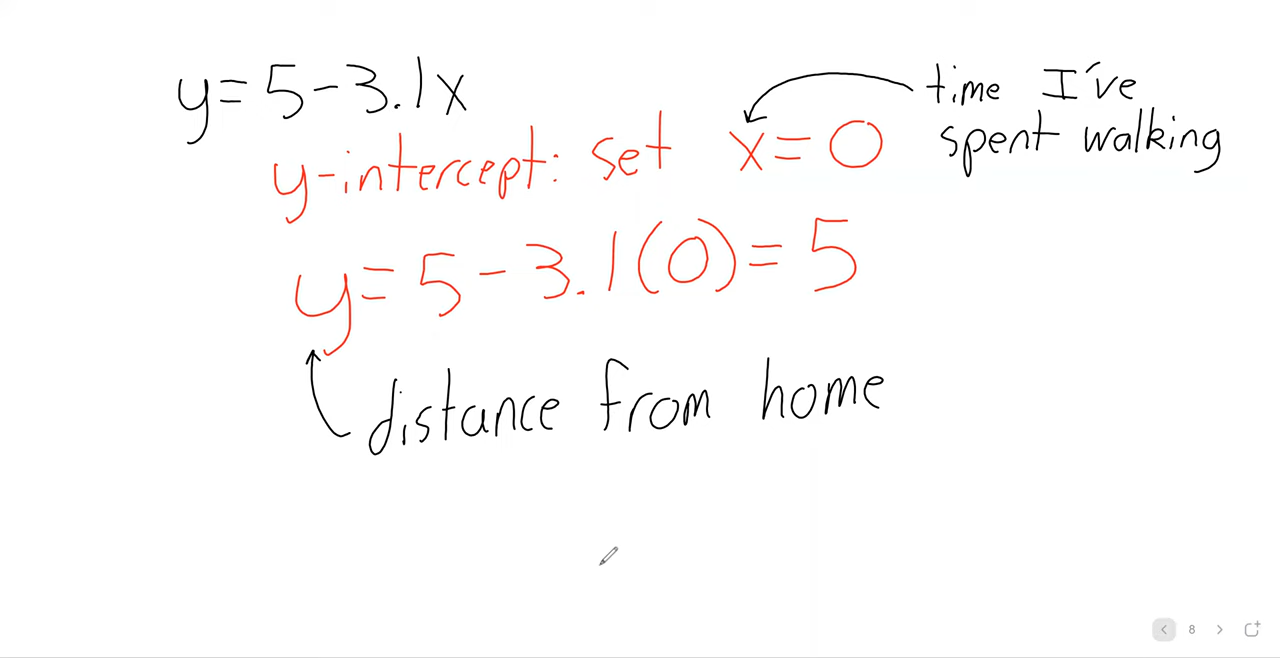 y=5-3.1x
time I've
spent walking
y-intercept: set x=0
y=5-3.1(0)=5
distance from home
8